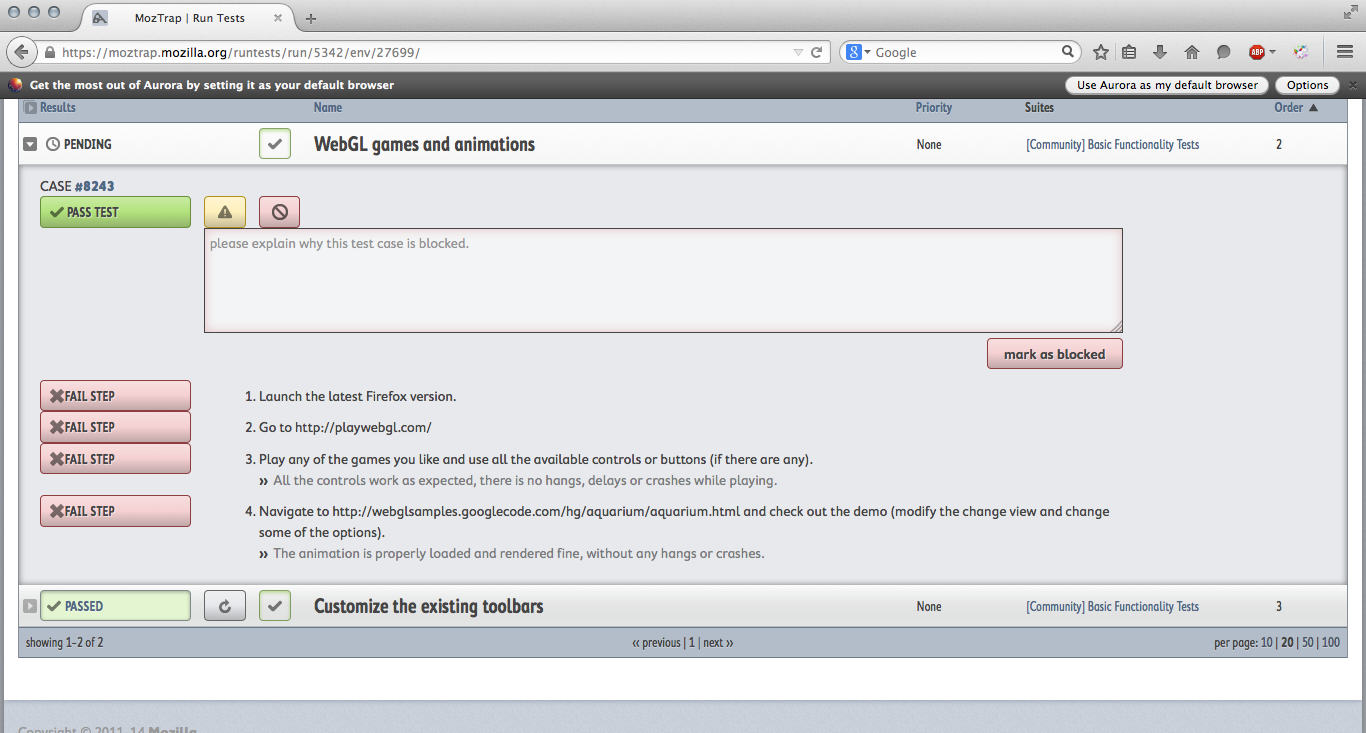 MozTrap | Run Tests
https://moztrap.mozilla.org/runtests/run/5342/env/27699/
Google
ABP
Get the most out of Aurora by setting it as your default browser
Use Aurora as my default browser
Options
Results Name Priority Suites Order
PENDING WebGL games and animations None [Community] Basic Functionality Tests 2
CASE #8243
PASS TEST
please explain why this test case is blocked.
mark as blocked
FAIL STEP 1. Launch the latest Firefox version.
FAIL STEP 2. Go to http://playwebgl.com/
FAIL STEP 3. Play any of the games you like and use all the available controls or buttons (if there are any).
» All the controls work as expected, there is no hangs, delays or crashes while playing.
FAIL STEP 4. Navigate to http://webglsamples.googlecode.com/hg/aquarium/aquarium.html and check out the demo (modify the change view and change
some of the options).
» The animation is properly loaded and rendered fine, without any hangs or crashes.
PASSED Customize the existing toolbars None [Community] Basic Functionality Tests 3
showing 1–2 of 2 « previous | 1 | next » per page: 10 | 20 | 50 | 100
Copyright © 2011-14 Mozilla